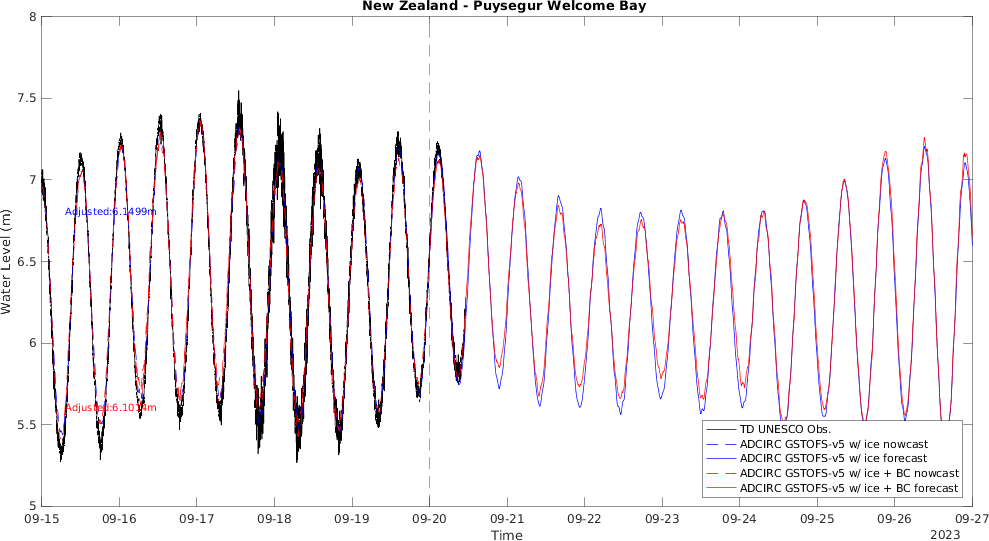 New Zealand - Puysegur Welcome Bay
8
7.5
7
6.5
6
5.5
5
Water Level (m)
Adjusted:6.1499m
Adjusted:6.1014m
TD UNESCO Obs.
ADCIRC GSTOFS-v5 w/ ice nowcast
ADCIRC GSTOFS-v5 w/ ice forecast
ADCIRC GSTOFS-v5 w/ ice + BC nowcast
ADCIRC GSTOFS-v5 w/ ice + BC forecast
09-15 09-16 09-17 09-18 09-19 09-20 09-21 09-22 09-23 09-24 09-25 09-26 09-27
Time
2023